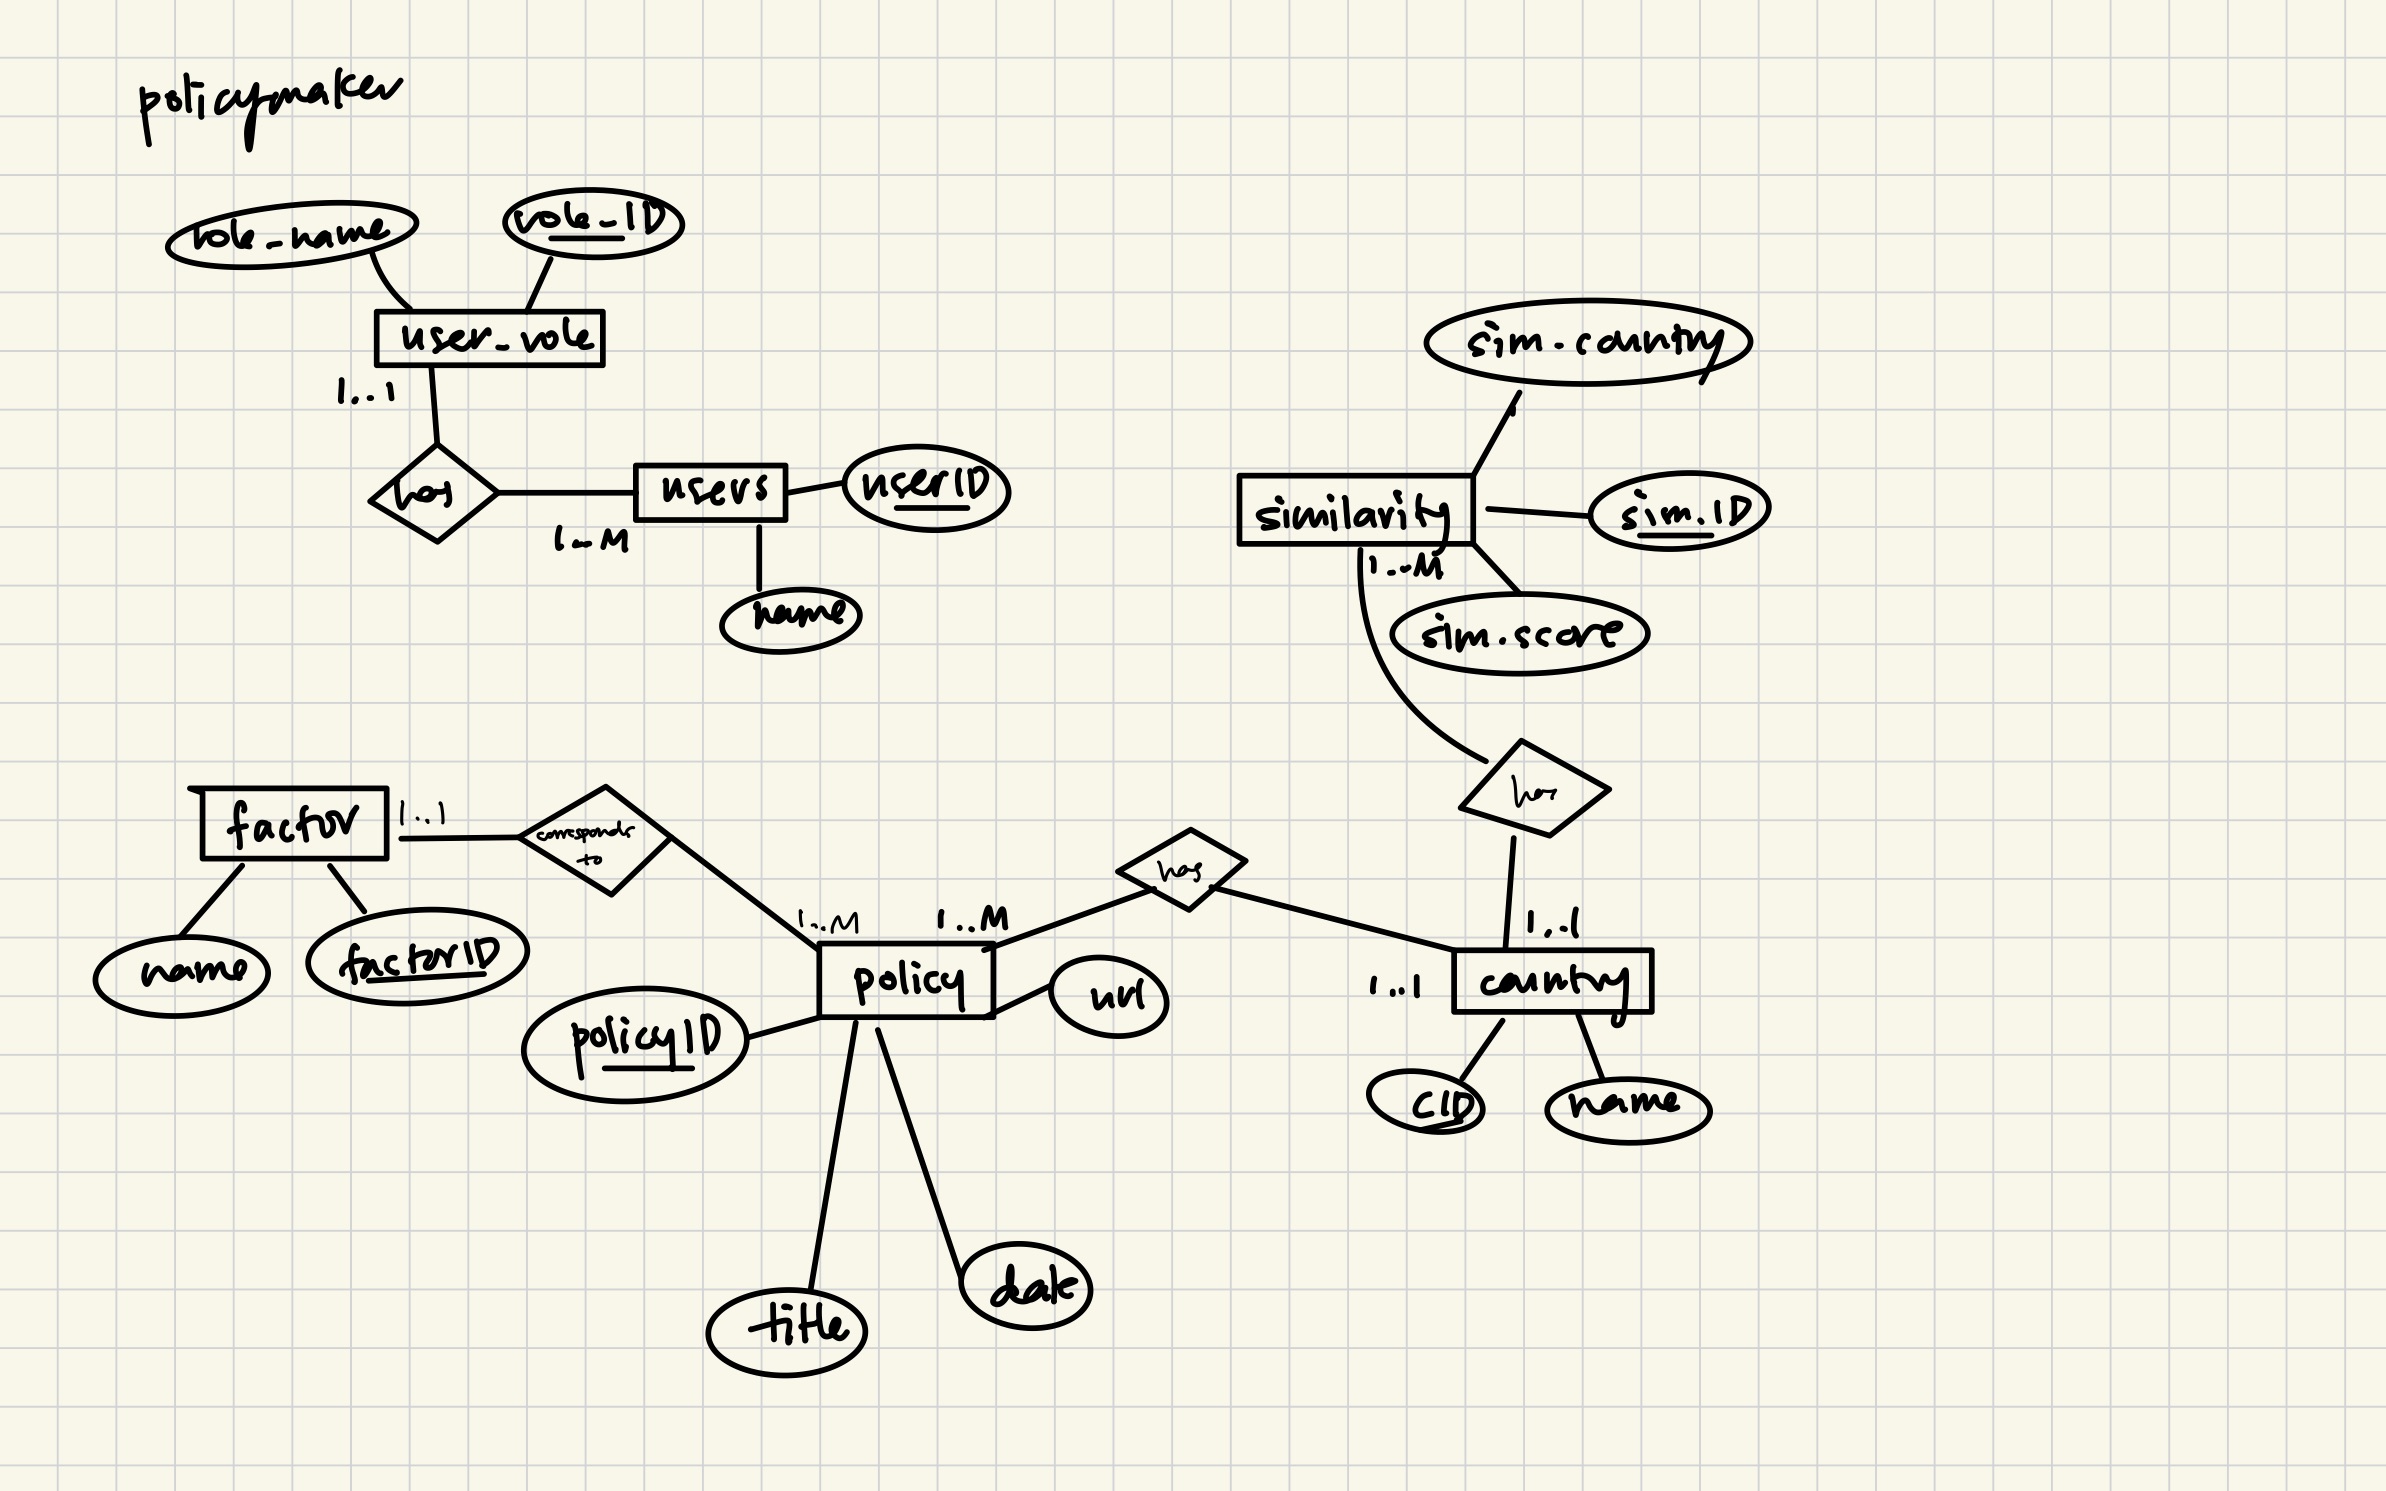 policymaker
role_name
role_ID
user_role
1..1
has
users
userID
1..M
name
sim.country
similarity
sim.ID
1..M
sim.score
has
factor
1..1
corresponds
to
has
1..M
1..M
1..1
name
factorID
policy
url
1..1
country
policyID
CID
name
date
title